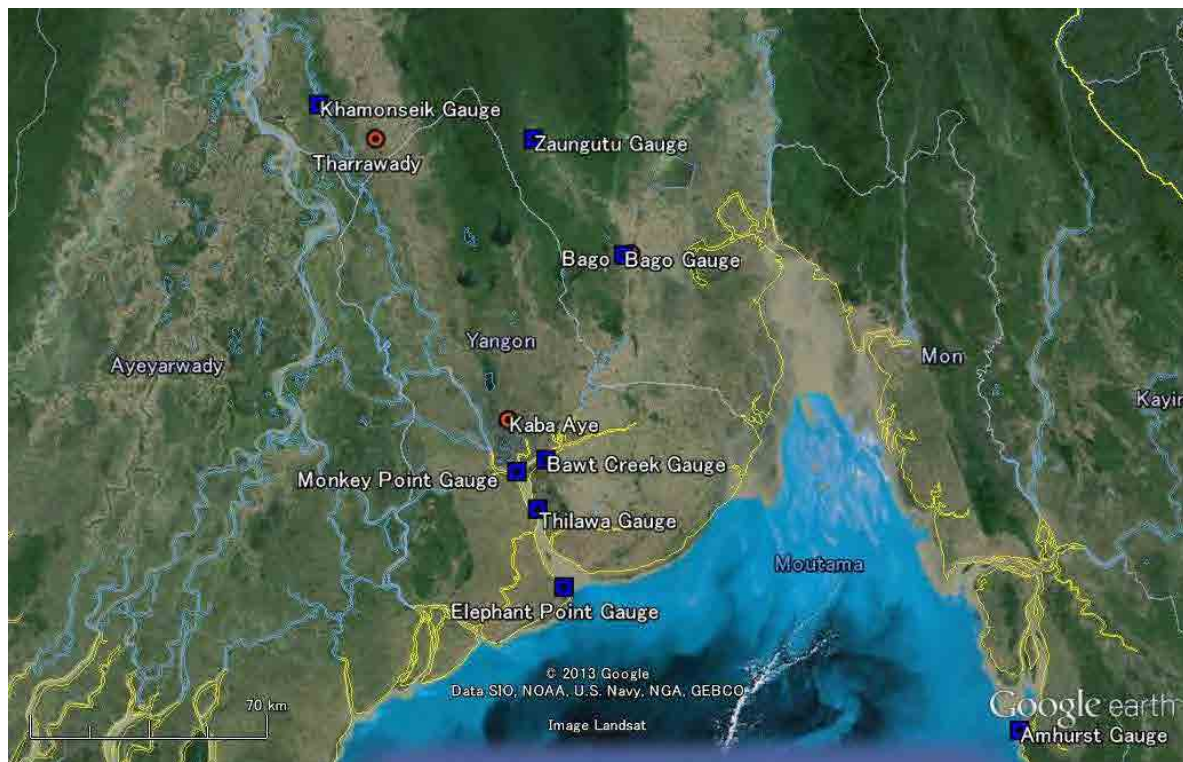 Khamonseik Gauge
Tharrawady
Zaungutu Gauge
Bago Bago Gauge
Yangon
Ayeyarwady
Mon
Kayin
Kaba Aye
Bawt Creek Gauge
Monkey Point Gauge
Thilawa Gauge
Moutama
Elephant Point Gauge
© 2013 Google
Data SIO, NOAA, U.S. Navy, NGA, GEBCO
Image Landsat
70 km
Google earth
Amhurst Gauge